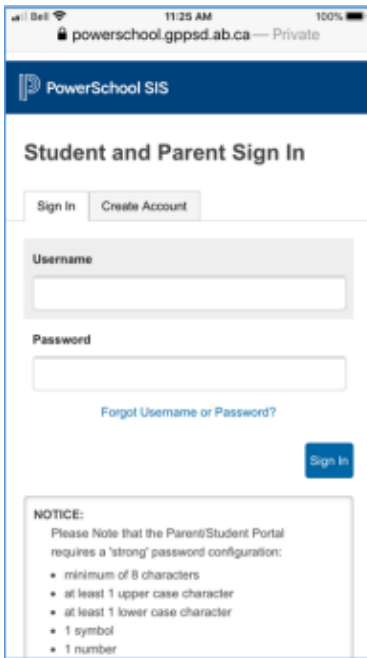 Bell 11:25 AM 100%
powerschool.gppsd.ab.ca — Private
PowerSchool SIS
Student and Parent Sign In
Sign In Create Account
Username
Password
Forgot Username or Password?
Sign In
NOTICE:
Please Note that the Parent/Student Portal
requires a 'strong' password configuration:
• minimum of 8 characters
• at least 1 upper case character
• at least 1 lower case character
• 1 symbol
• 1 number